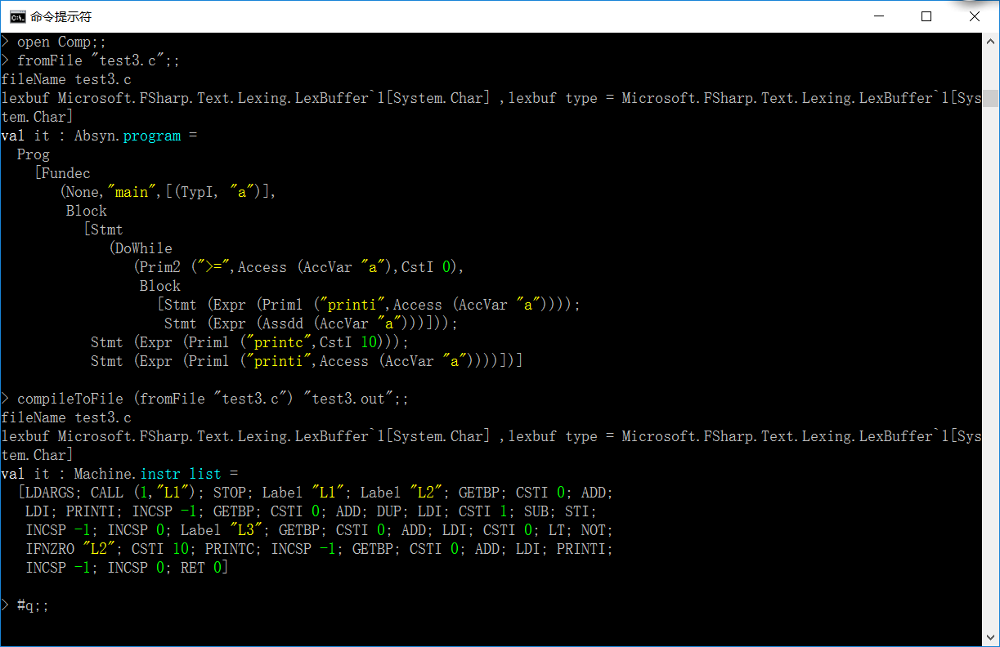 命令提示符
> open Comp;;
> fromFile "test3.c";;
fileName test3.c
lexbuf Microsoft.FSharp.Text.Lexing.LexBuffer`1[System.Char] ,lexbuf type = Microsoft.FSharp.Text.Lexing.LexBuffer`1[Sys
tem.Char]
val it : Absyn.program =
  Prog
    [Fundec
       (None,"main",[(TypI, "a")],
        Block
          [Stmt
             (DoWhile
                (Prim2 (">=",Access (AccVar "a"),CstI 0),
                 Block
                   [Stmt (Expr (Prim1 ("printi",Access (AccVar "a"))));
                    Stmt (Expr (Assdd (AccVar "a")))]));
           Stmt (Expr (Prim1 ("printc",CstI 10)));
           Stmt (Expr (Prim1 ("printi",Access (AccVar "a"))))])]
> compileToFile (fromFile "test3.c") "test3.out";;
fileName test3.c
lexbuf Microsoft.FSharp.Text.Lexing.LexBuffer`1[System.Char] ,lexbuf type = Microsoft.FSharp.Text.Lexing.LexBuffer`1[Sys
tem.Char]
val it : Machine.instr list =
  [LDARGS; CALL (1,"L1"); STOP; Label "L1"; Label "L2"; GETBP; CSTI 0; ADD;
   LDI; PRINTI; INCSP -1; GETBP; CSTI 0; ADD; DUP; LDI; CSTI 1; SUB; STI;
   INCSP -1; INCSP 0; Label "L3"; GETBP; CSTI 0; ADD; LDI; CSTI 0; LT; NOT;
   IFNZRO "L2"; CSTI 10; PRINTC; INCSP -1; GETBP; CSTI 0; ADD; LDI; PRINTI;
   INCSP -1; INCSP 0; RET 0]
> #q;;